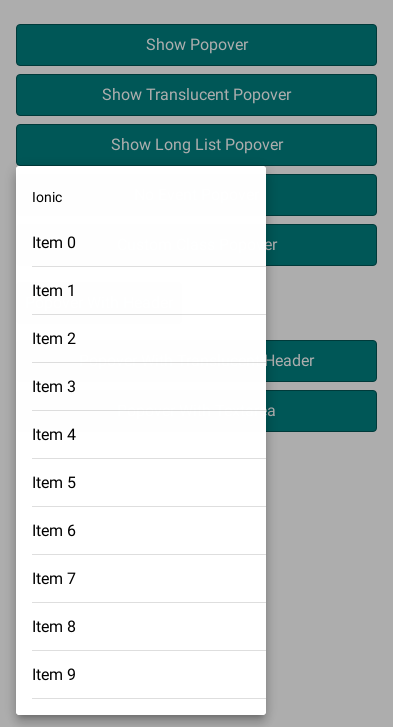 Show Popover
Show Translucent Popover
Show Long List Popover
Ionic
Item 0
er
Item 1
Item 2
Header
Item 3
ea
Item 4
Item 5
Item 6
Item 7
Item 8
Item 9